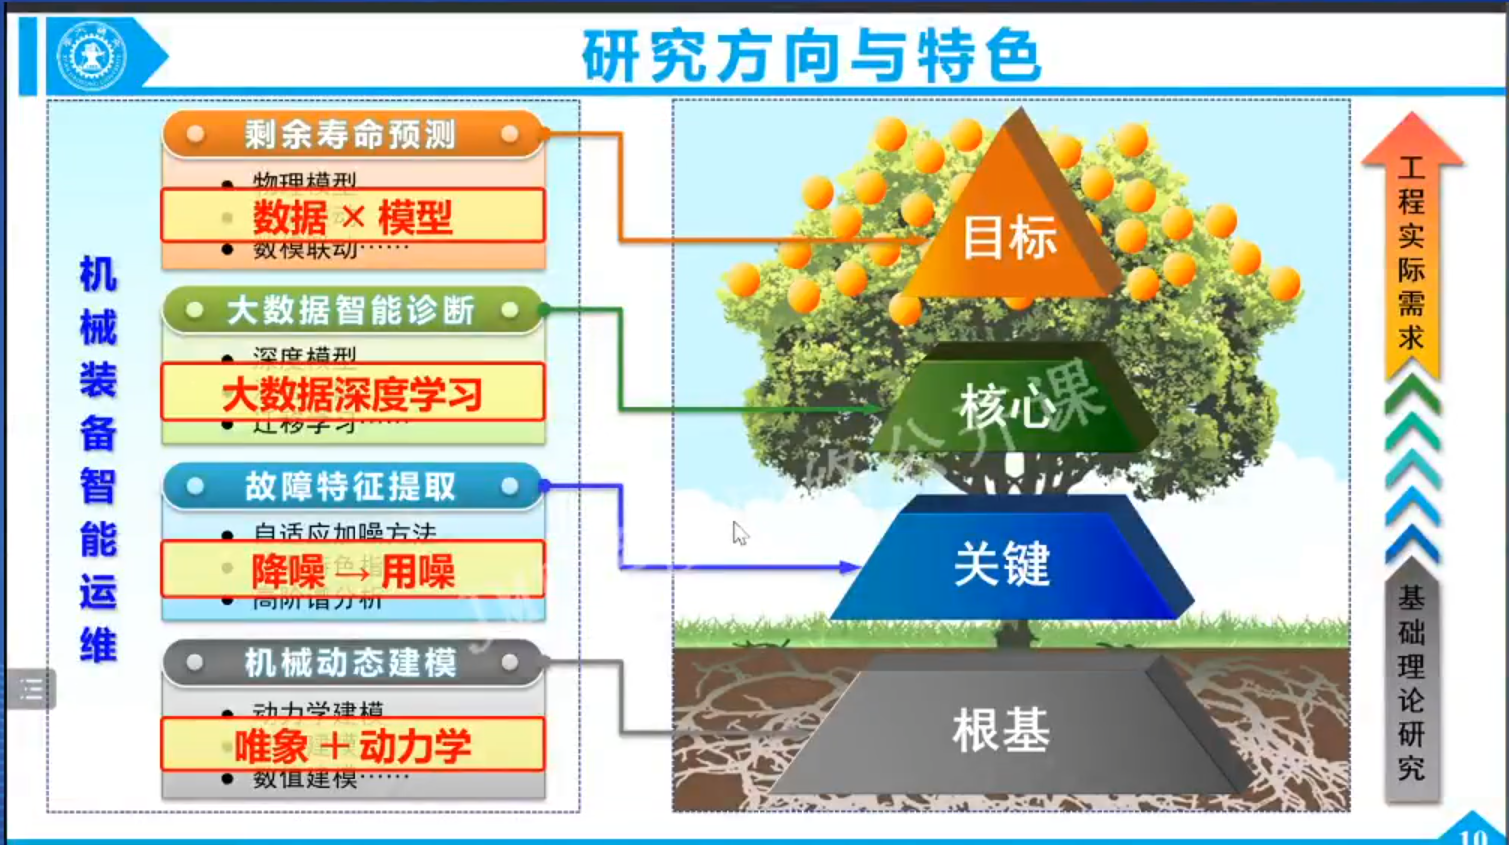 研究方向与特色
机械装备智能运维
剩余寿命预测
物理模型
数据 × 模型
数模联动……
大数据智能诊断
深度模型
大数据深度学习
迁移学习……
故障特征提取
自适应加噪方法
降噪 → 用噪
高阶谱分析
机械动态建模
动力学建模
唯象 + 动力学
数值建模……
目标
核心
关键
根基
工程实际需求
基础理论研究
公开课
10